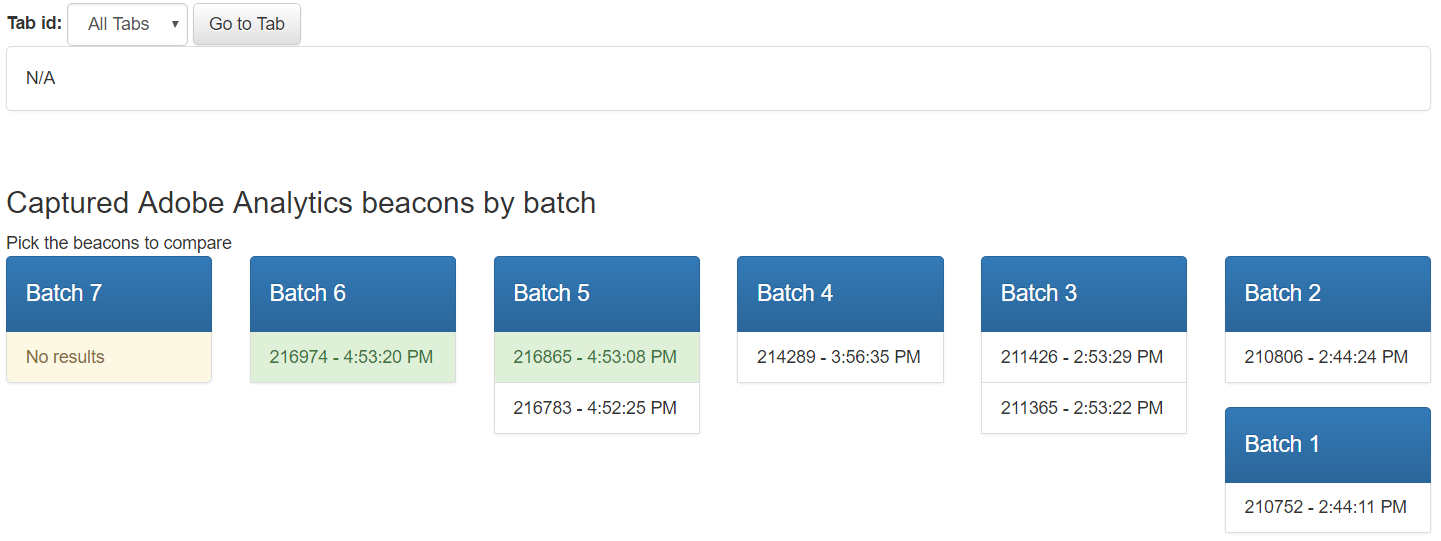 Tab id: All Tabs Go to Tab
N/A
Captured Adobe Analytics beacons by batch
Pick the beacons to compare
Batch 7
No results
Batch 6
216974 - 4:53:20 PM
Batch 5
216865 - 4:53:08 PM
216783 - 4:52:25 PM
Batch 4
214289 - 3:56:35 PM
Batch 3
211426 - 2:53:29 PM
211365 - 2:53:22 PM
Batch 2
210806 - 2:44:24 PM
Batch 1
210752 - 2:44:11 PM